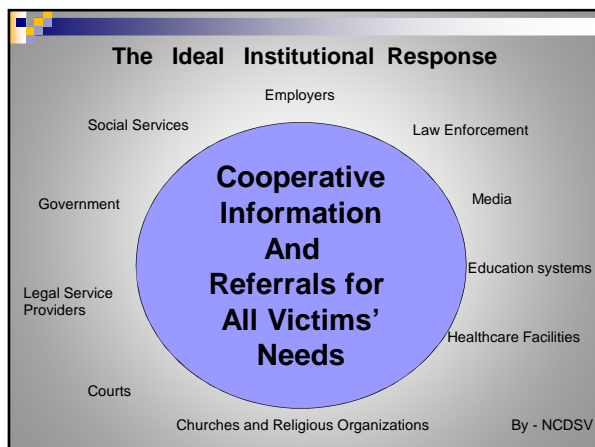 The Ideal Institutional Response
Employers
Social Services
Law Enforcement
Cooperative
Information
And
Referrals for
All Victims’
Needs
Government
Media
Education systems
Legal Service
Providers
Healthcare Facilities
Courts
Churches and Religious Organizations
By - NCDSV